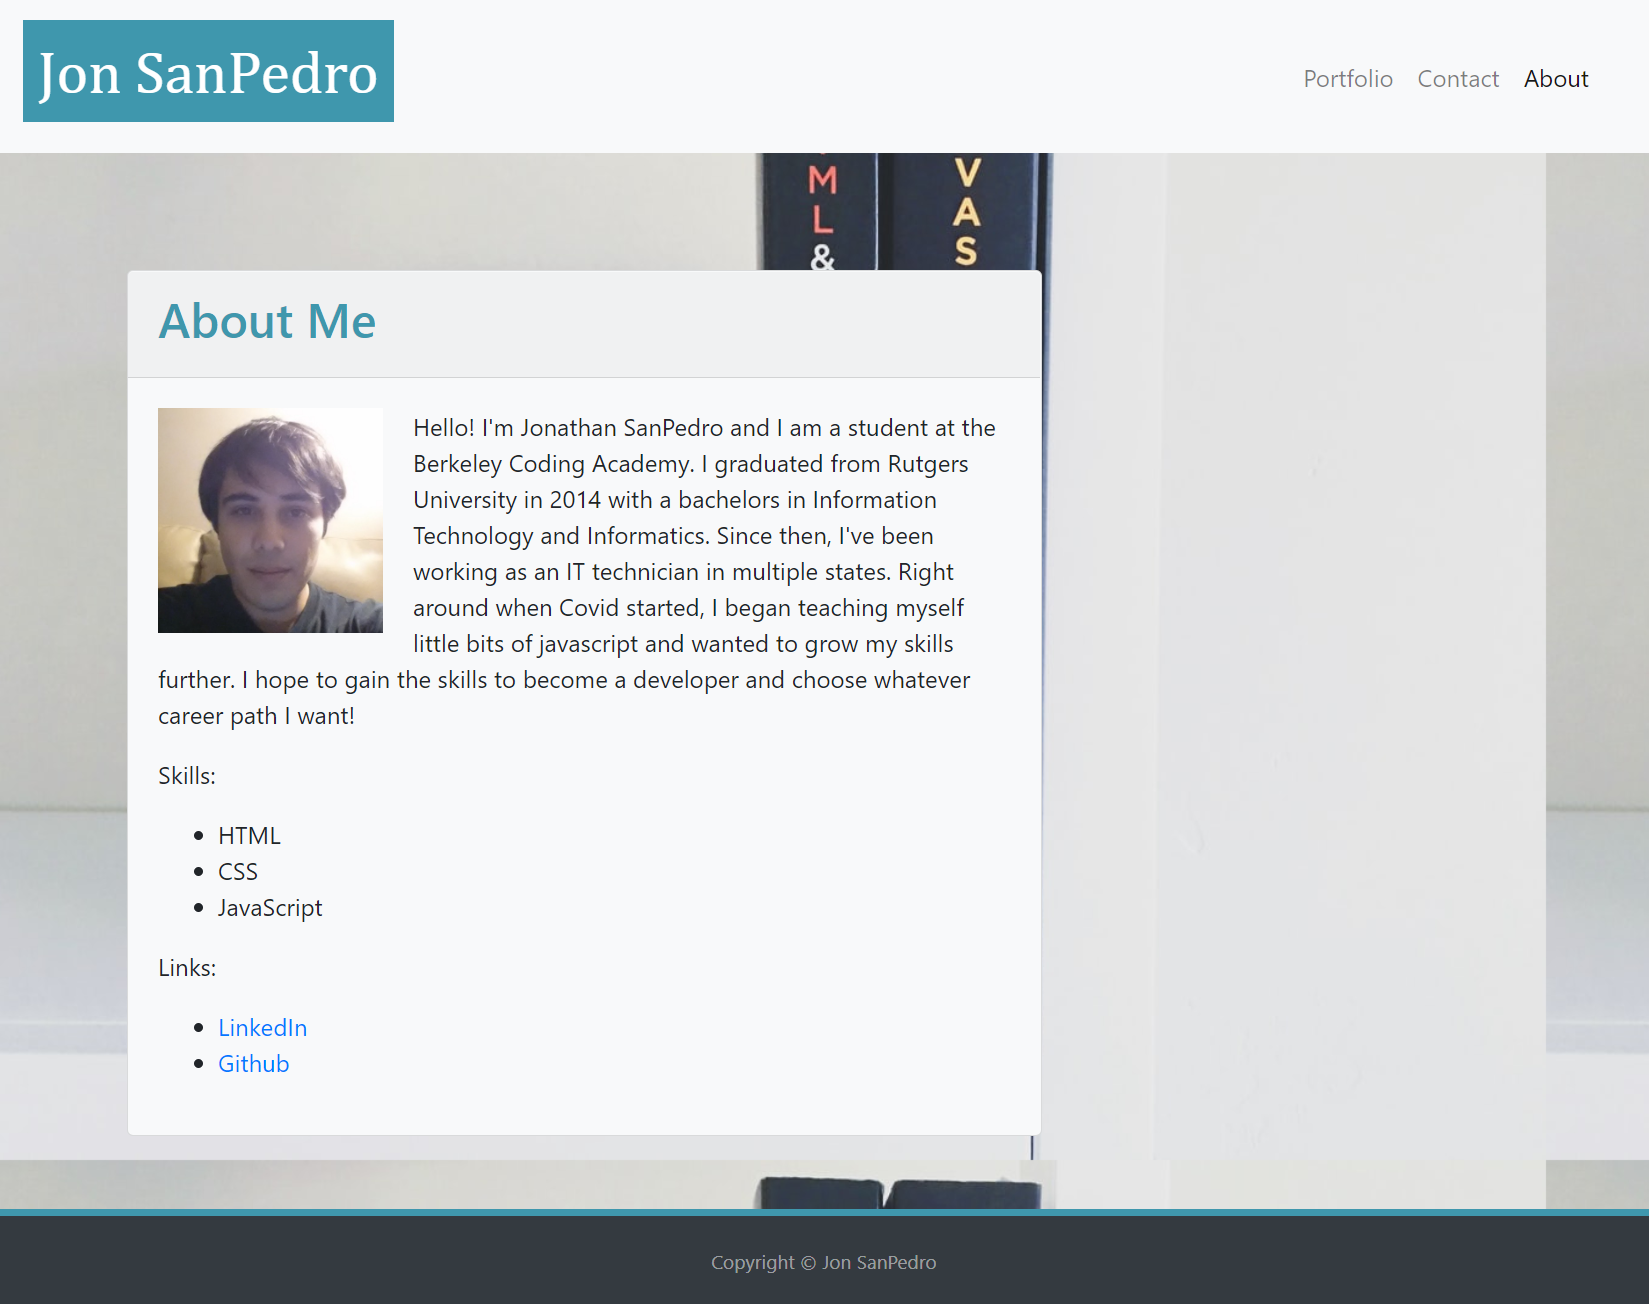 Jon SanPedro
Portfolio Contact About
M
L
&
V
A
S
About Me
Hello! I'm Jonathan SanPedro and I am a student at the
Berkeley Coding Academy. I graduated from Rutgers
University in 2014 with a bachelors in Information
Technology and Informatics. Since then, I've been
working as an IT technician in multiple states. Right
around when Covid started, I began teaching myself
little bits of javascript and wanted to grow my skills
further. I hope to gain the skills to become a developer and choose whatever
career path I want!
Skills:
• HTML
• CSS
• JavaScript
Links:
• LinkedIn
• Github
Copyright © Jon SanPedro